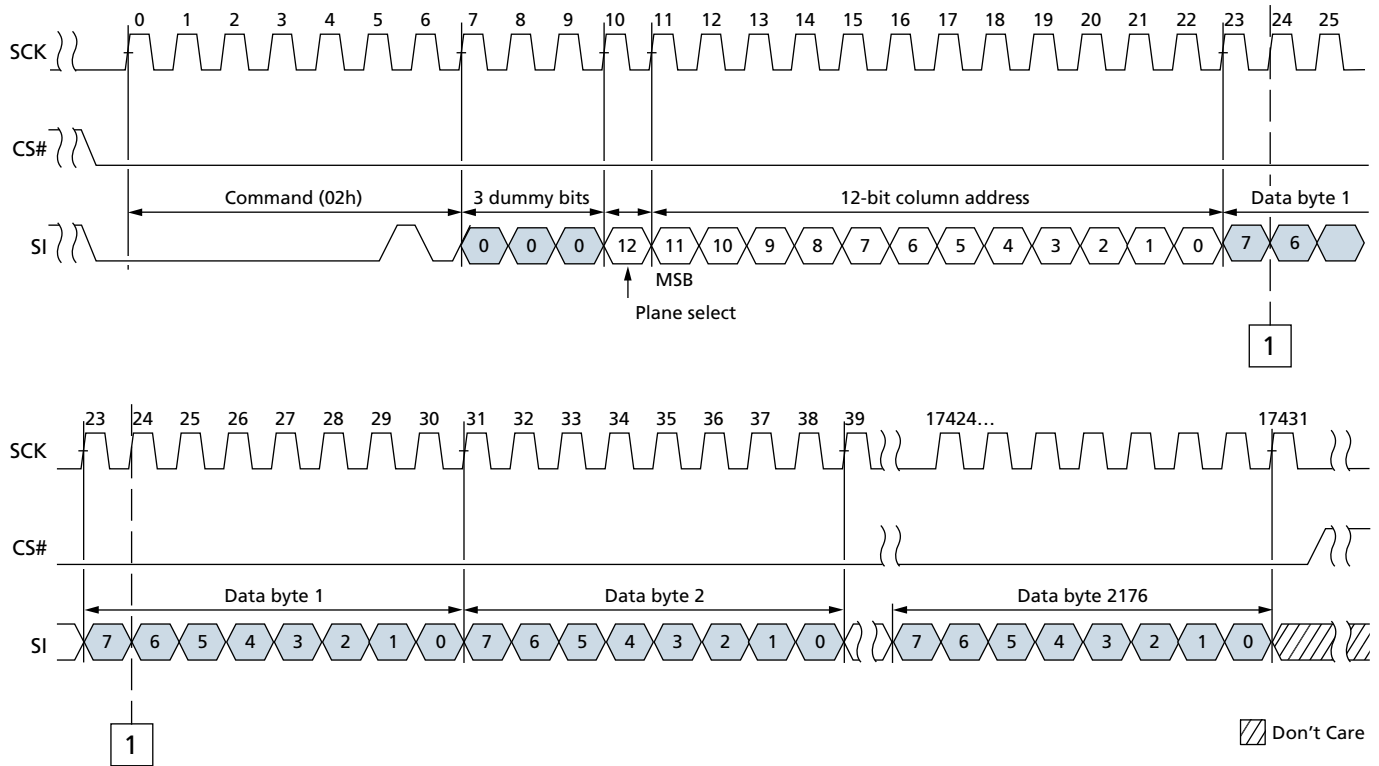 0 1 2 3 4 5 6 7 8 9 10 11 12 13 14 15 16 17 18 19 20 21 22 23 24 25
SCK
CS#
Command (02h) 3 dummy bits 12-bit column address Data byte 1
SI 0 0 0 12 11 10 9 8 7 6 5 4 3 2 1 0 7 6
MSB
Plane select
1
23 24 25 26 27 28 29 30 31 32 33 34 35 36 37 38 39 17424... 17431
SCK
CS#
Data byte 1 Data byte 2 Data byte 2176
SI 7 6 5 4 3 2 1 0 7 6 5 4 3 2 1 0 7 6 5 4 3 2 1 0
Don't Care
1